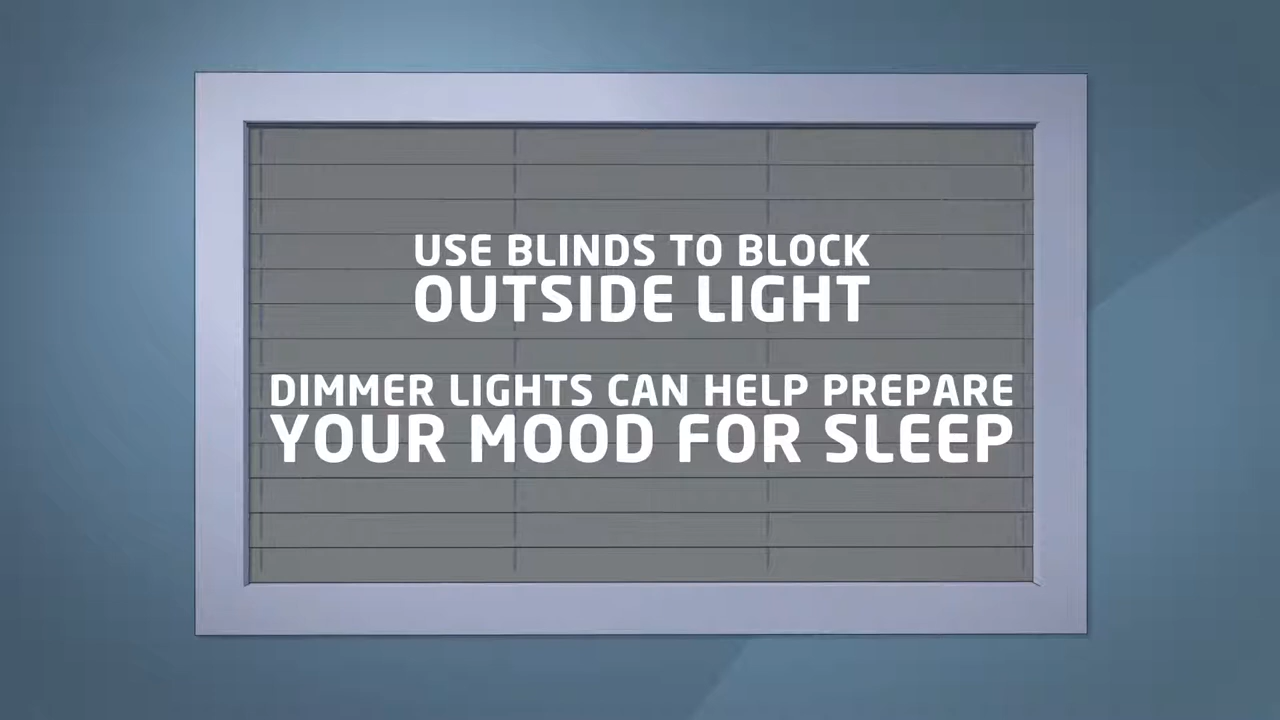 USE BLINDS TO BLOCK
OUTSIDE LIGHT
DIMMER LIGHTS CAN HELP PREPARE
YOUR MOOD FOR SLEEP